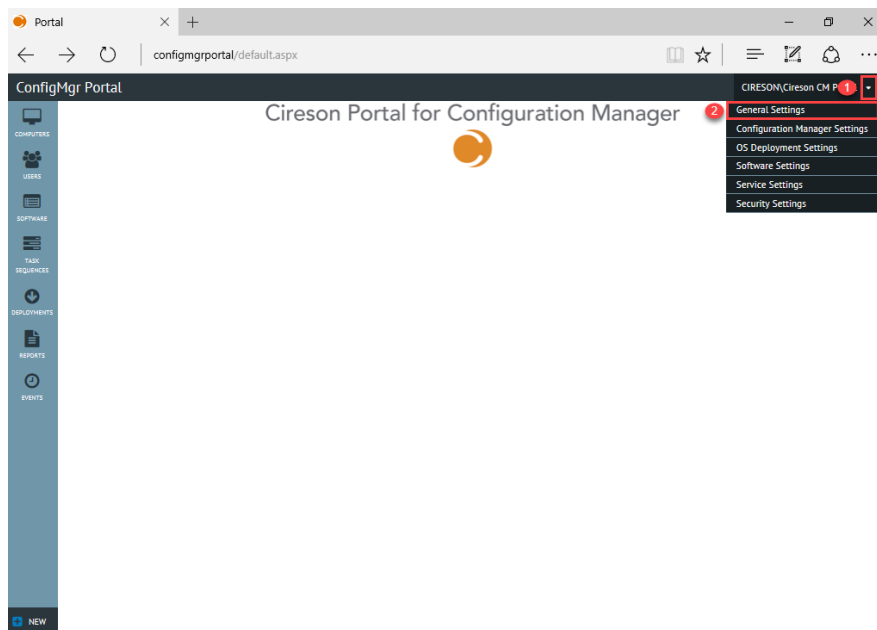 Portal
configmgrportal/default.aspx
ConfigMgr Portal
CIRESON\Cireson CM P
1
COMPUTERS
USERS
SOFTWARE
TASK
SEQUENCES
DEPLOYMENTS
REPORTS
EVENTS
NEW
Cireson Portal for Configuration Manager
2
General Settings
Configuration Manager Settings
OS Deployment Settings
Software Settings
Service Settings
Security Settings